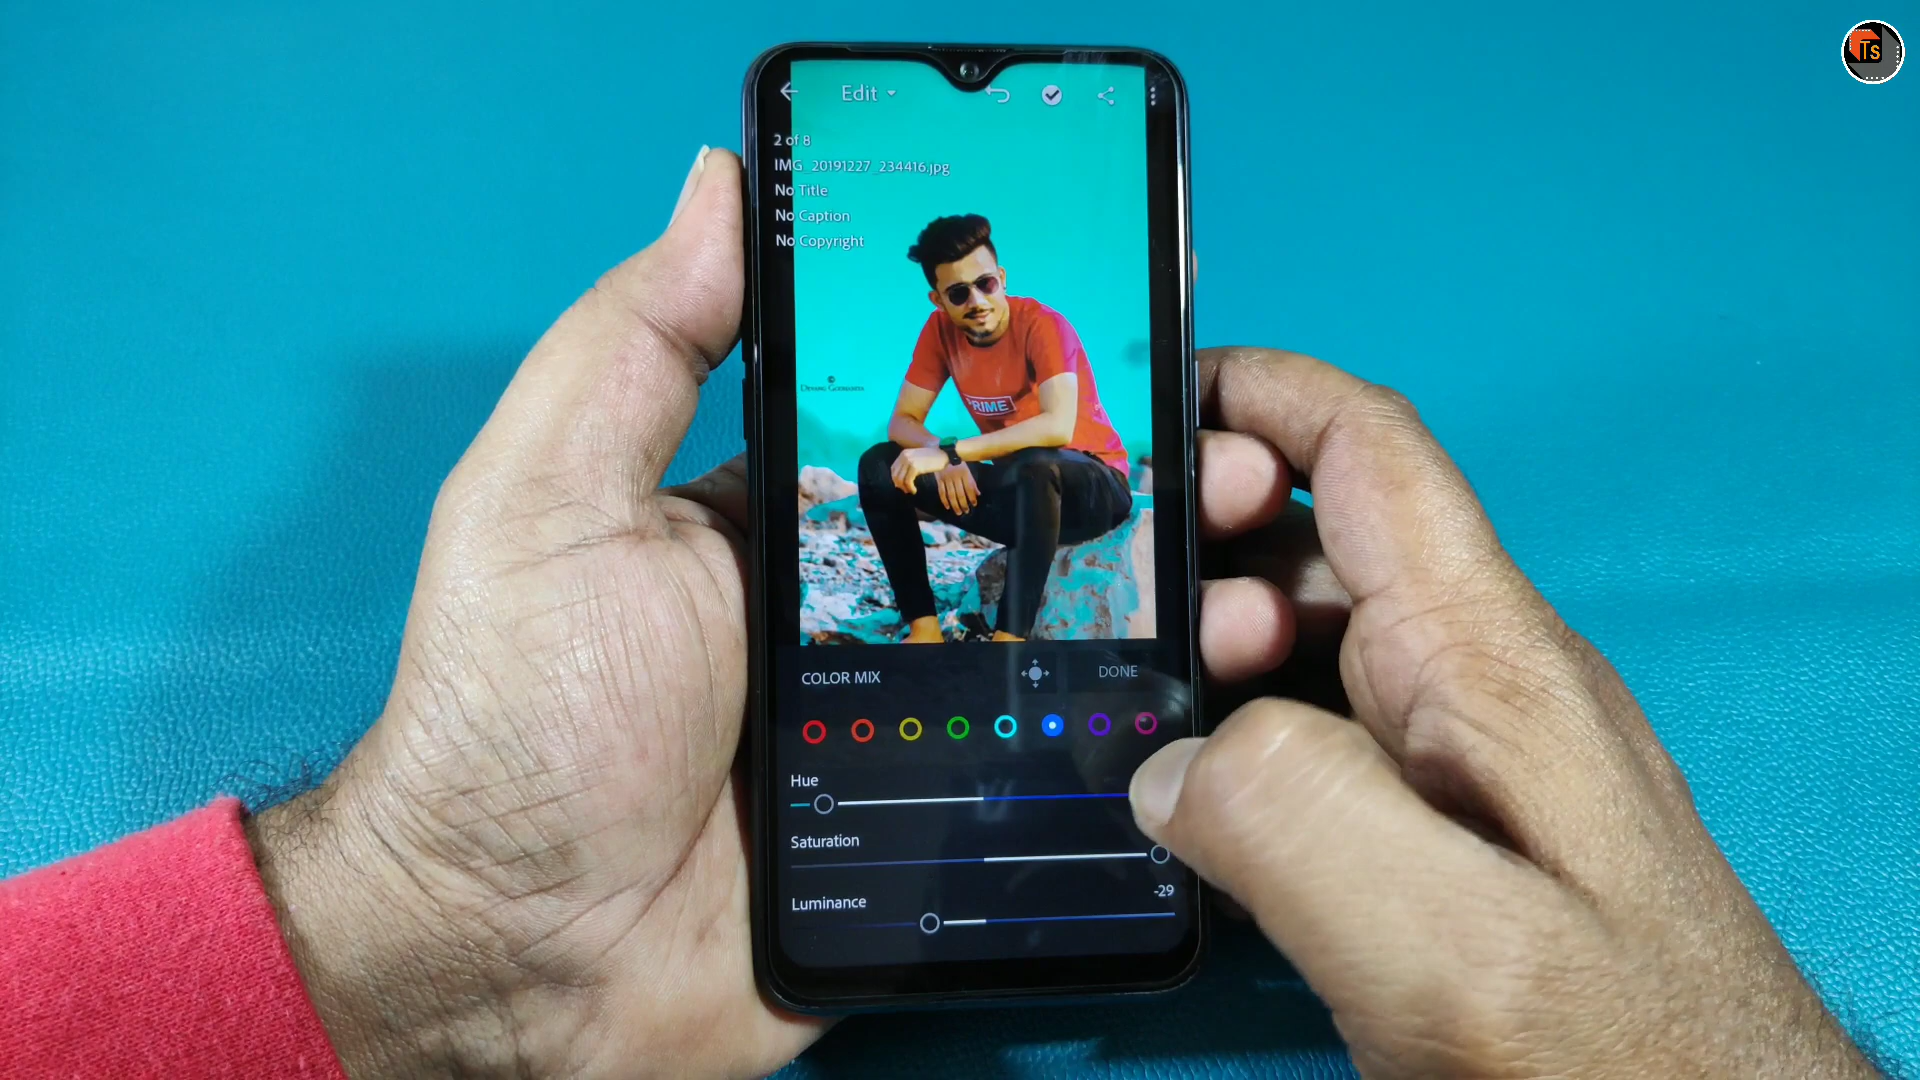 Ts
Edit
2 of 8
IMG_20191227_234416.jpg
No Title
No Caption
No Copyright
PRIME
COLOR MIX
DONE
Hue
Saturation
-29
Luminance